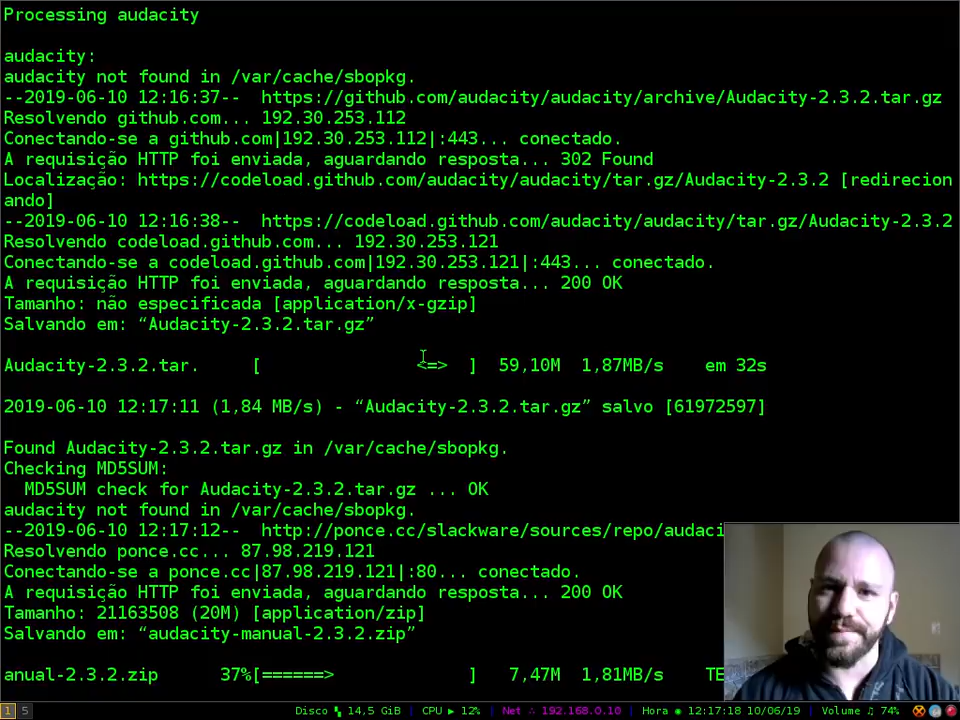 Processing audacity
audacity:
audacity not found in /var/cache/sbopkg.
--2019-06-10 12:16:37--  https://github.com/audacity/audacity/archive/Audacity-2.3.2.tar.gz
Resolvendo github.com... 192.30.253.112
Conectando-se a github.com|192.30.253.112|:443... conectado.
A requisição HTTP foi enviada, aguardando resposta... 302 Found
Localização: https://codeload.github.com/audacity/audacity/tar.gz/Audacity-2.3.2 [redirecion
ando]
--2019-06-10 12:16:38--  https://codeload.github.com/audacity/audacity/tar.gz/Audacity-2.3.2
Resolvendo codeload.github.com... 192.30.253.121
Conectando-se a codeload.github.com|192.30.253.121|:443... conectado.
A requisição HTTP foi enviada, aguardando resposta... 200 OK
Tamanho: não especificada [application/x-gzip]
Salvando em: “Audacity-2.3.2.tar.gz”
Audacity-2.3.2.tar.     [               <=>  ]  59,10M  1,87MB/s    em 32s
2019-06-10 12:17:11 (1,84 MB/s) - “Audacity-2.3.2.tar.gz” salvo [61972597]
Found Audacity-2.3.2.tar.gz in /var/cache/sbopkg.
Checking MD5SUM:
  MD5SUM check for Audacity-2.3.2.tar.gz ... OK
audacity not found in /var/cache/sbopkg.
--2019-06-10 12:17:12--  http://ponce.cc/slackware/sources/repo/audaci
Resolvendo ponce.cc... 87.98.219.121
Conectando-se a ponce.cc|87.98.219.121|:80... conectado.
A requisição HTTP foi enviada, aguardando resposta... 200 OK
Tamanho: 21163508 (20M) [application/zip]
Salvando em: “audacity-manual-2.3.2.zip”
anual-2.3.2.zip      37%[======>             ]   7,47M  1,81MB/s    TE
1 5 Disco 14,5 GiB | CPU ▶ 12% | Net ∴ 192.168.0.10 | Hora ◉ 12:17:18 10/06/19 | Volume ♫ 74%